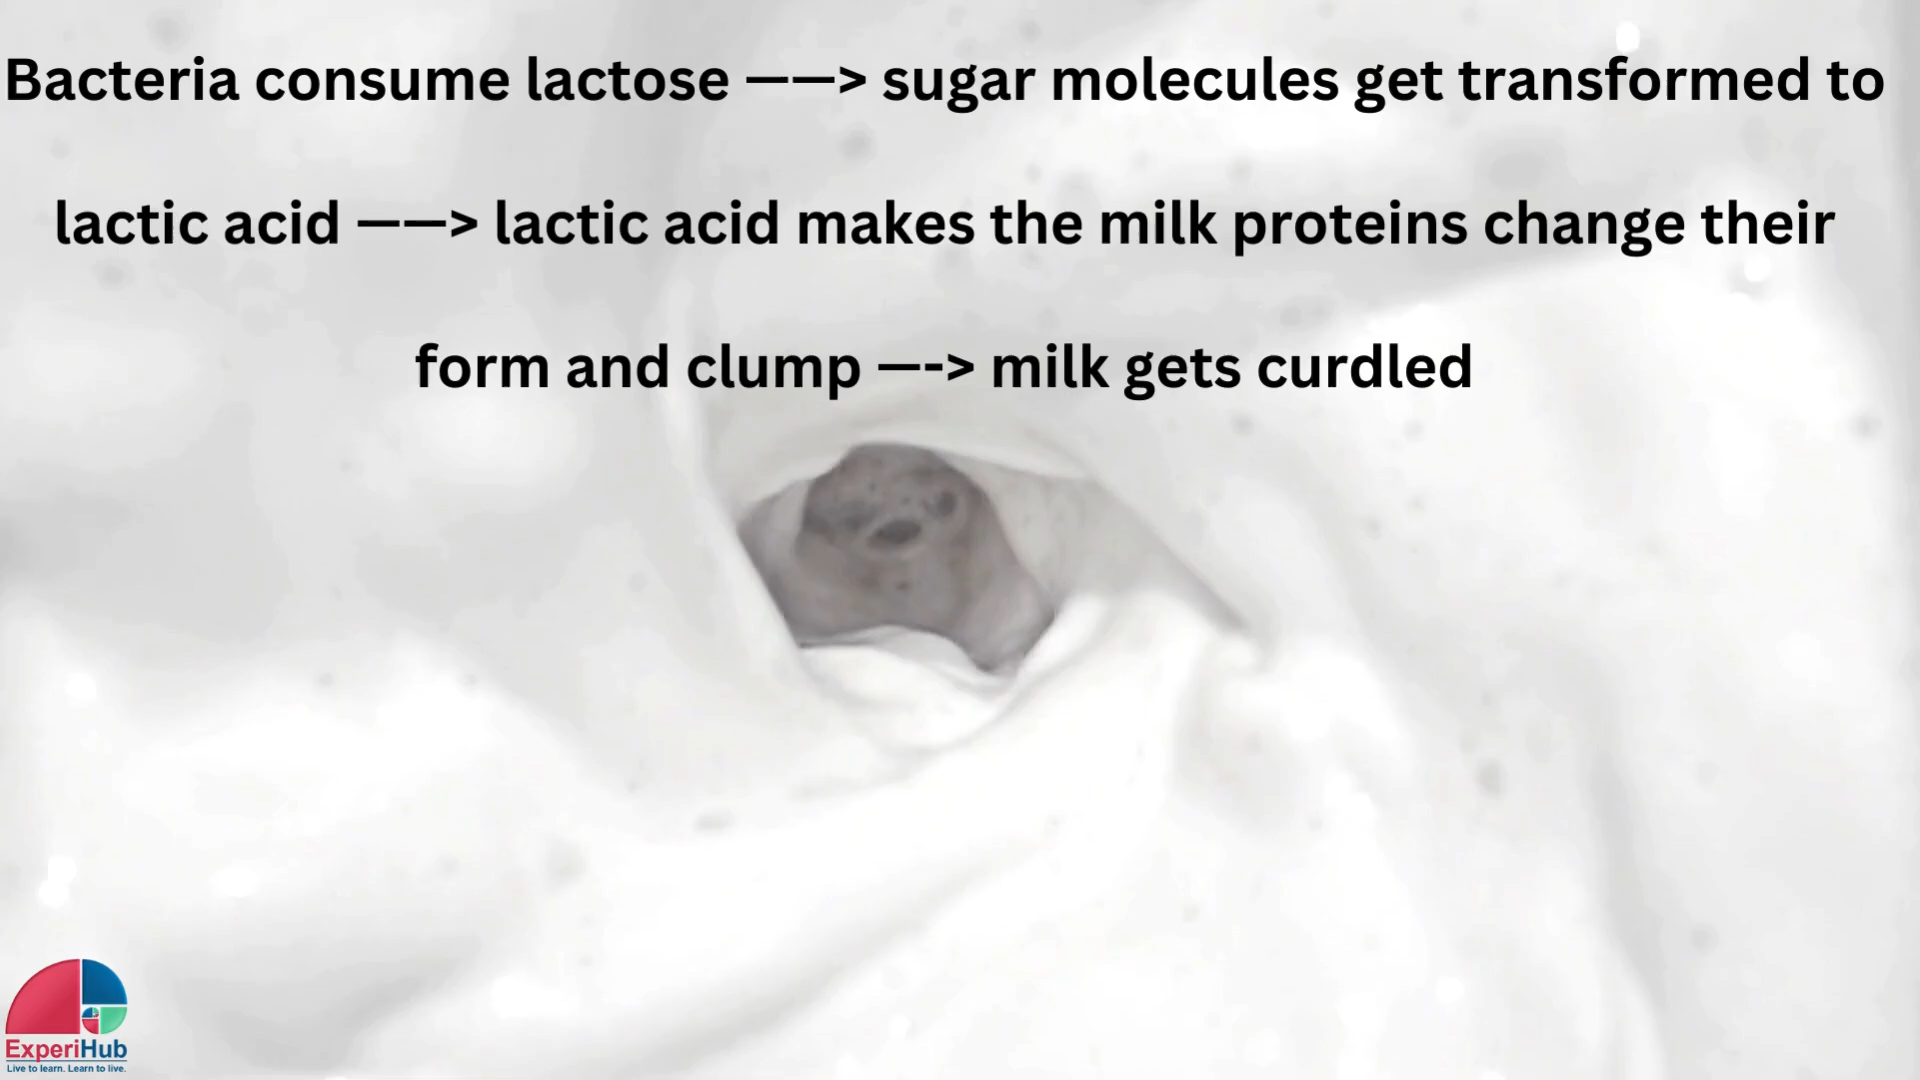 Bacteria consume lactose ——> sugar molecules get transformed to
lactic acid ——> lactic acid makes the milk proteins change their
form and clump —-> milk gets curdled
ExperiHub
Live to learn. Learn to live.